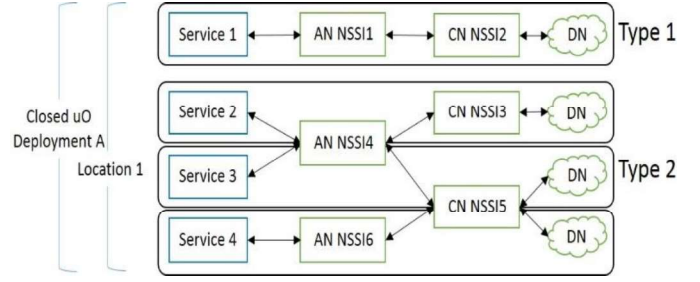 Service 1
AN NSSI1
CN NSSI2
DN
Type 1
Closed uO
Deployment A
Location 1
Service 2
AN NSSI4
CN NSSI3
DN
Service 3
CN NSSI5
DN
Type 2
Service 4
AN NSSI6
DN